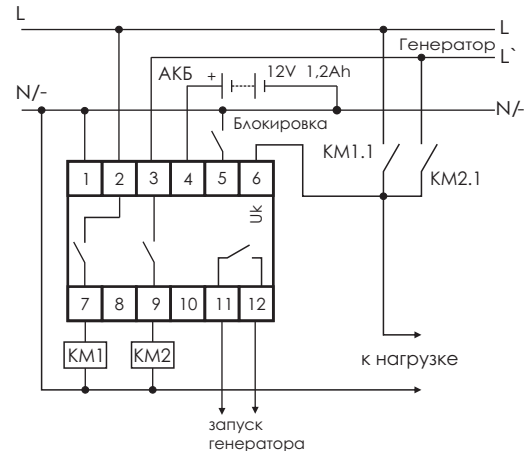 L
L
Генератор
L`
АКБ + 12V 1,2Ah
N/-
N/-
Блокировка
KM1.1
KM2.1
1 2 3 4 5 6
Uk
7 8 9 10 11 12
KM1
KM2
к нагрузке
запуск
генератора